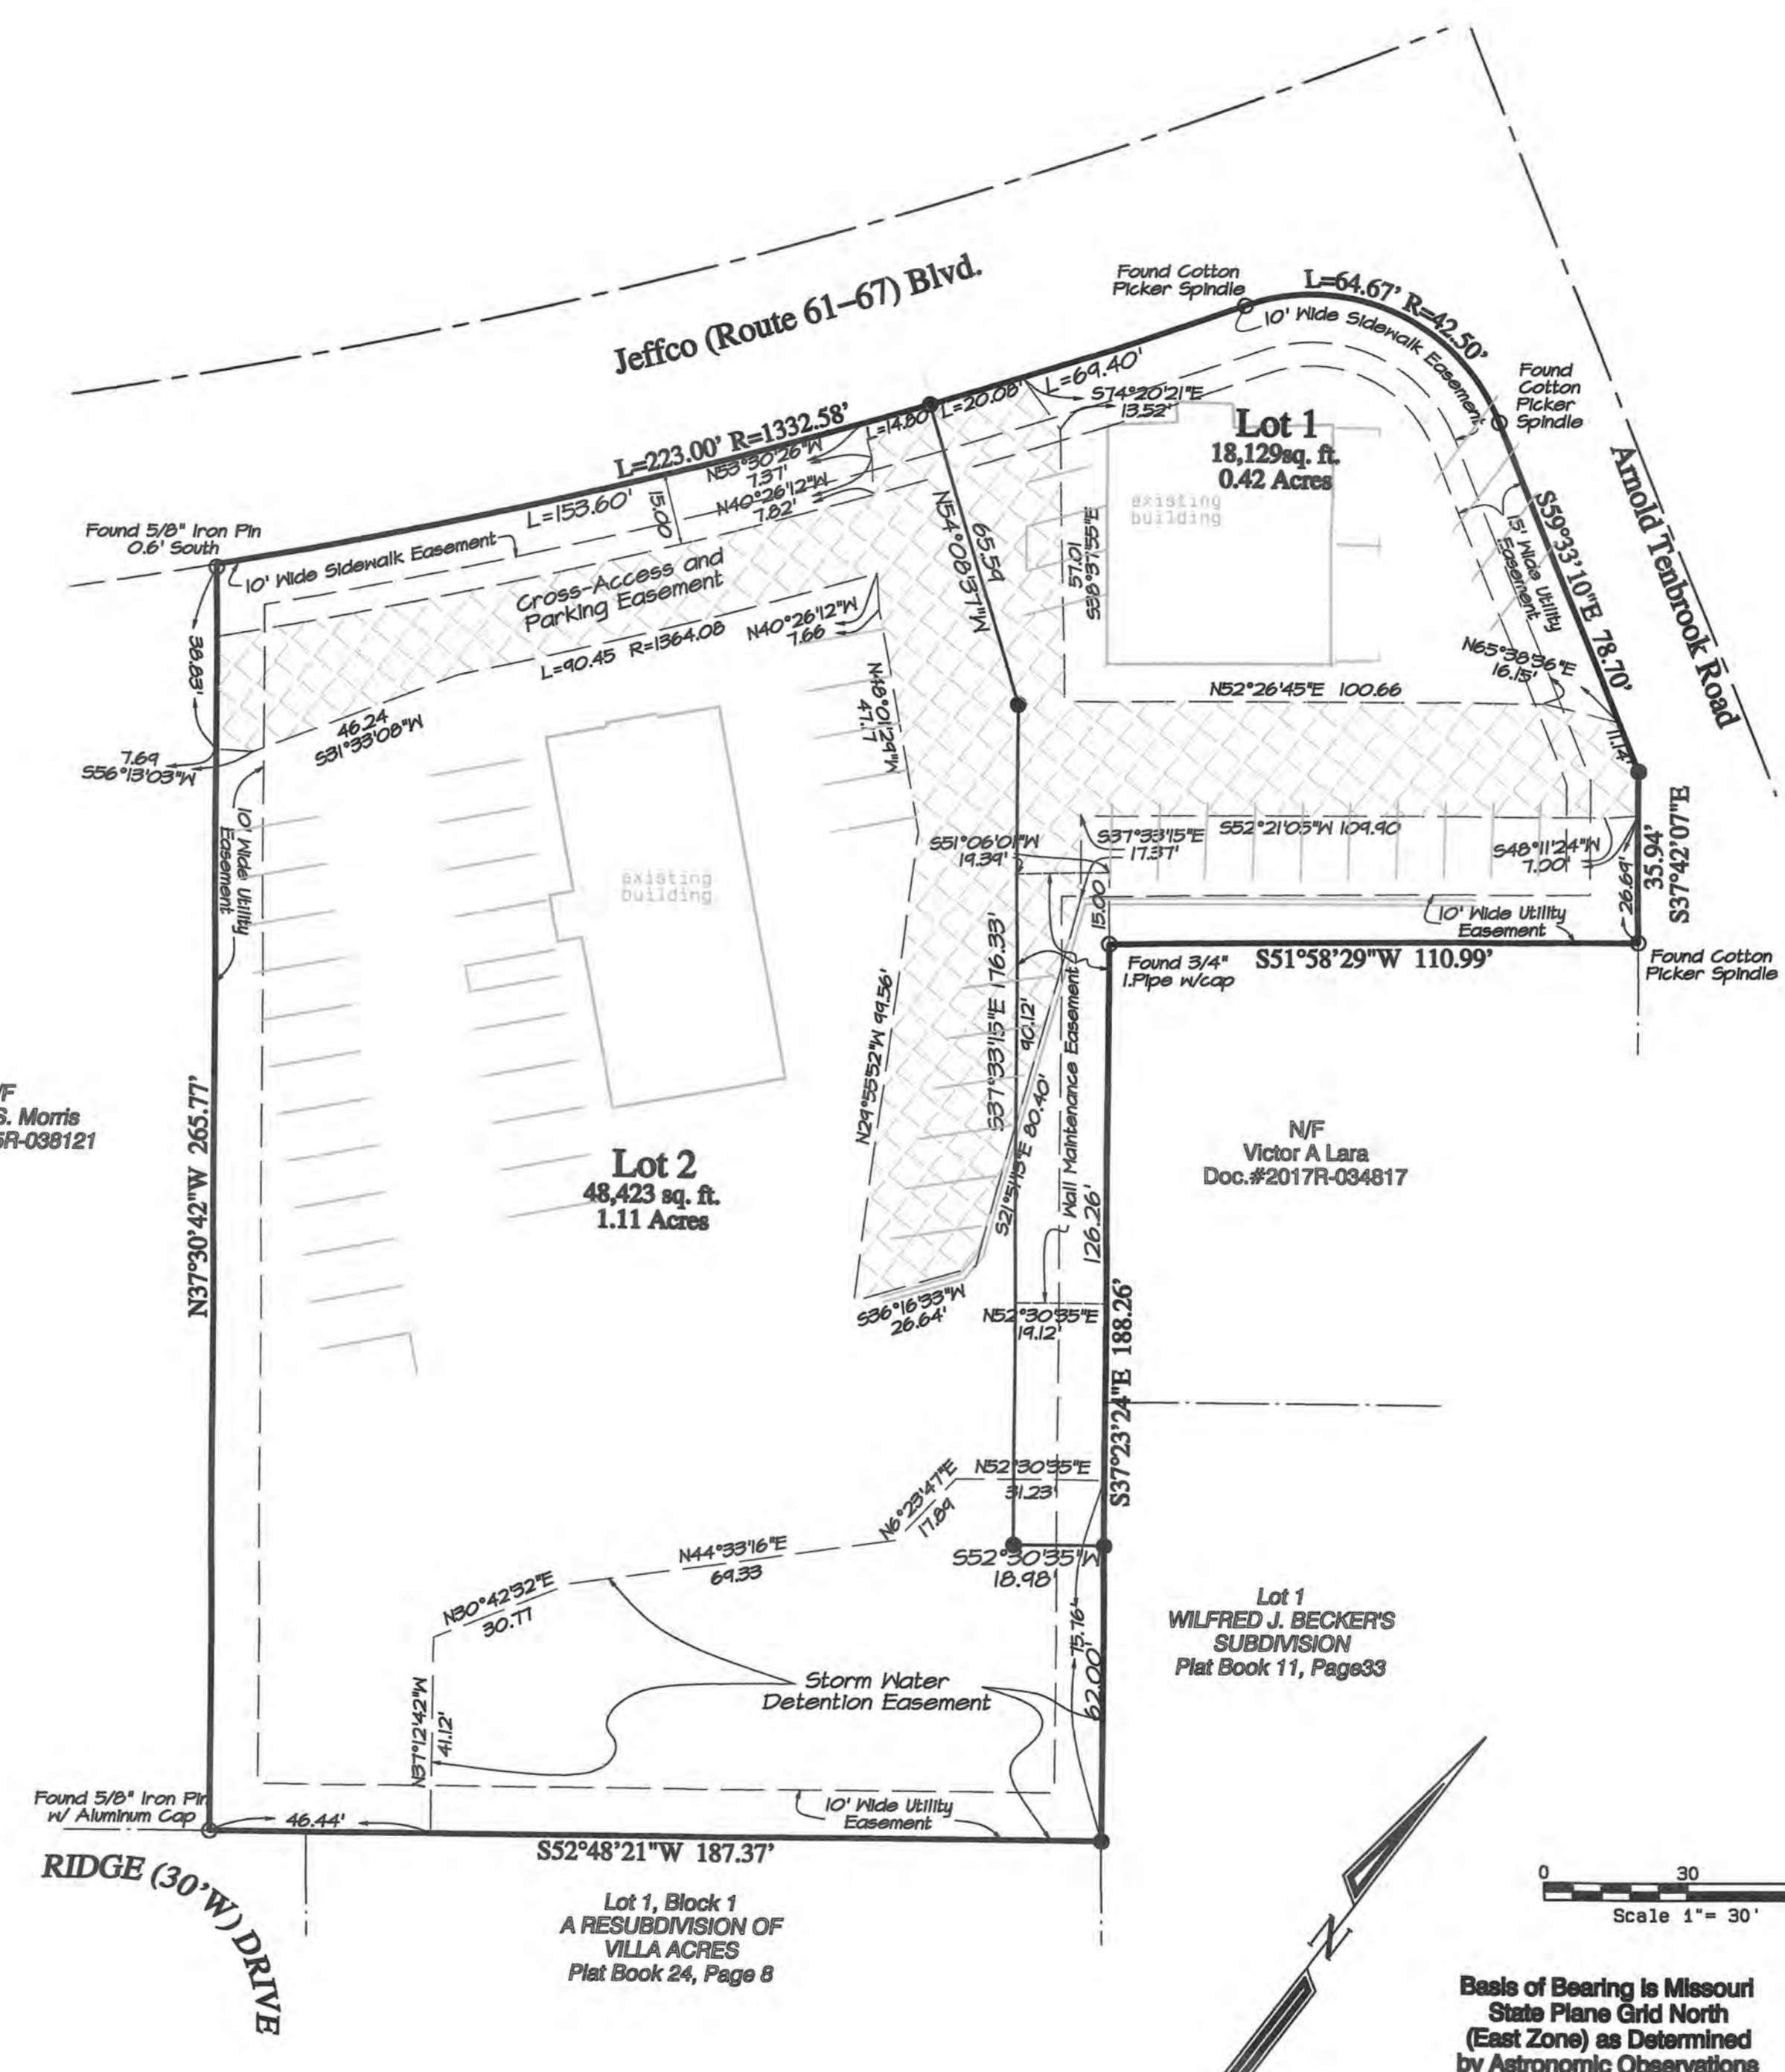 Jeffco (Route 61–67) Blvd.
Found Cotton
Picker Spindle
L=64.67' R=42.50'
10' Wide Sidewalk Easement
Found
Cotton
Picker
Spindle
Arnold Tenbrook Road
L=223.00' R=1332.58'
L=14.80'
L=20.08'
L=69.40'
S74°20'21"E
13.52'
Lot 1
18,129sq. ft.
0.42 Acres
existing
building
N53°30'26"W
7.37'
N40°26'12"W
7.82'
L=153.60'
15.00
Found 5/8" Iron Pin
0.6' South
10' Wide Sidewalk Easement
Cross-Access and
Parking Easement
L=90.45 R=1364.08
N40°26'12"W
7.66
N54°08'37"W
65.59
57.01
S38°37'55"E
S59°33'10"E 78.70'
15' Wide Utility
Easement
N65°38'36"E
16.15'
11.74'
N52°26'45"E 100.66
38.83'
7.69
S56°13'03"W
46.24
S31°33'08"W
N48°01'29"W
47.17
10' Wide Utility
Easement
existing
building
S51°06'01"W
19.39'
S37°33'15"E
17.37'
S52°21'05"W 109.90
S48°11'24"W
7.00'
26.69'
35.94'
S37°42'07"E
15.00
10' Wide Utility
Easement
Found 3/4"
I.Pipe w/cap
S51°58'29"W 110.99'
Found Cotton
Picker Spindle
N29°55'52"W 99.56'
S37°33'15"E 176.33'
90.12'
S21°51'15"E 80.40'
Wall Maintenance Easement
126.26'
/F
S. Morris
5R-038121
N37°30'42"W 265.77'
Lot 2
48,423 sq. ft.
1.11 Acres
N/F
Victor A Lara
Doc.#2017R-034817
S36°16'33"W
26.64'
N52°30'35"E
19.12'
S37°23'24"E 188.26'
N52°30'35"E
31.23'
N6°23'47"E
17.89
N44°33'16"E
69.33
S52°30'35"W
18.98'
N30°42'32"E
30.77
75.76'
62.00'
Lot 1
WILFRED J. BECKER'S
SUBDIVISION
Plat Book 11, Page33
Storm Water
Detention Easement
N37°12'42"W
41.12'
Found 5/8" Iron Pin
w/ Aluminum Cap
46.44'
10' Wide Utility
Easement
S52°48'21"W 187.37'
RIDGE (30'W) DRIVE
Lot 1, Block 1
A RESUBDIVISION OF
VILLA ACRES
Plat Book 24, Page 8
N
0 30
Scale 1"= 30'
Basis of Bearing is Missouri
State Plane Grid North
(East Zone) as Determined
by Astronomic Observations